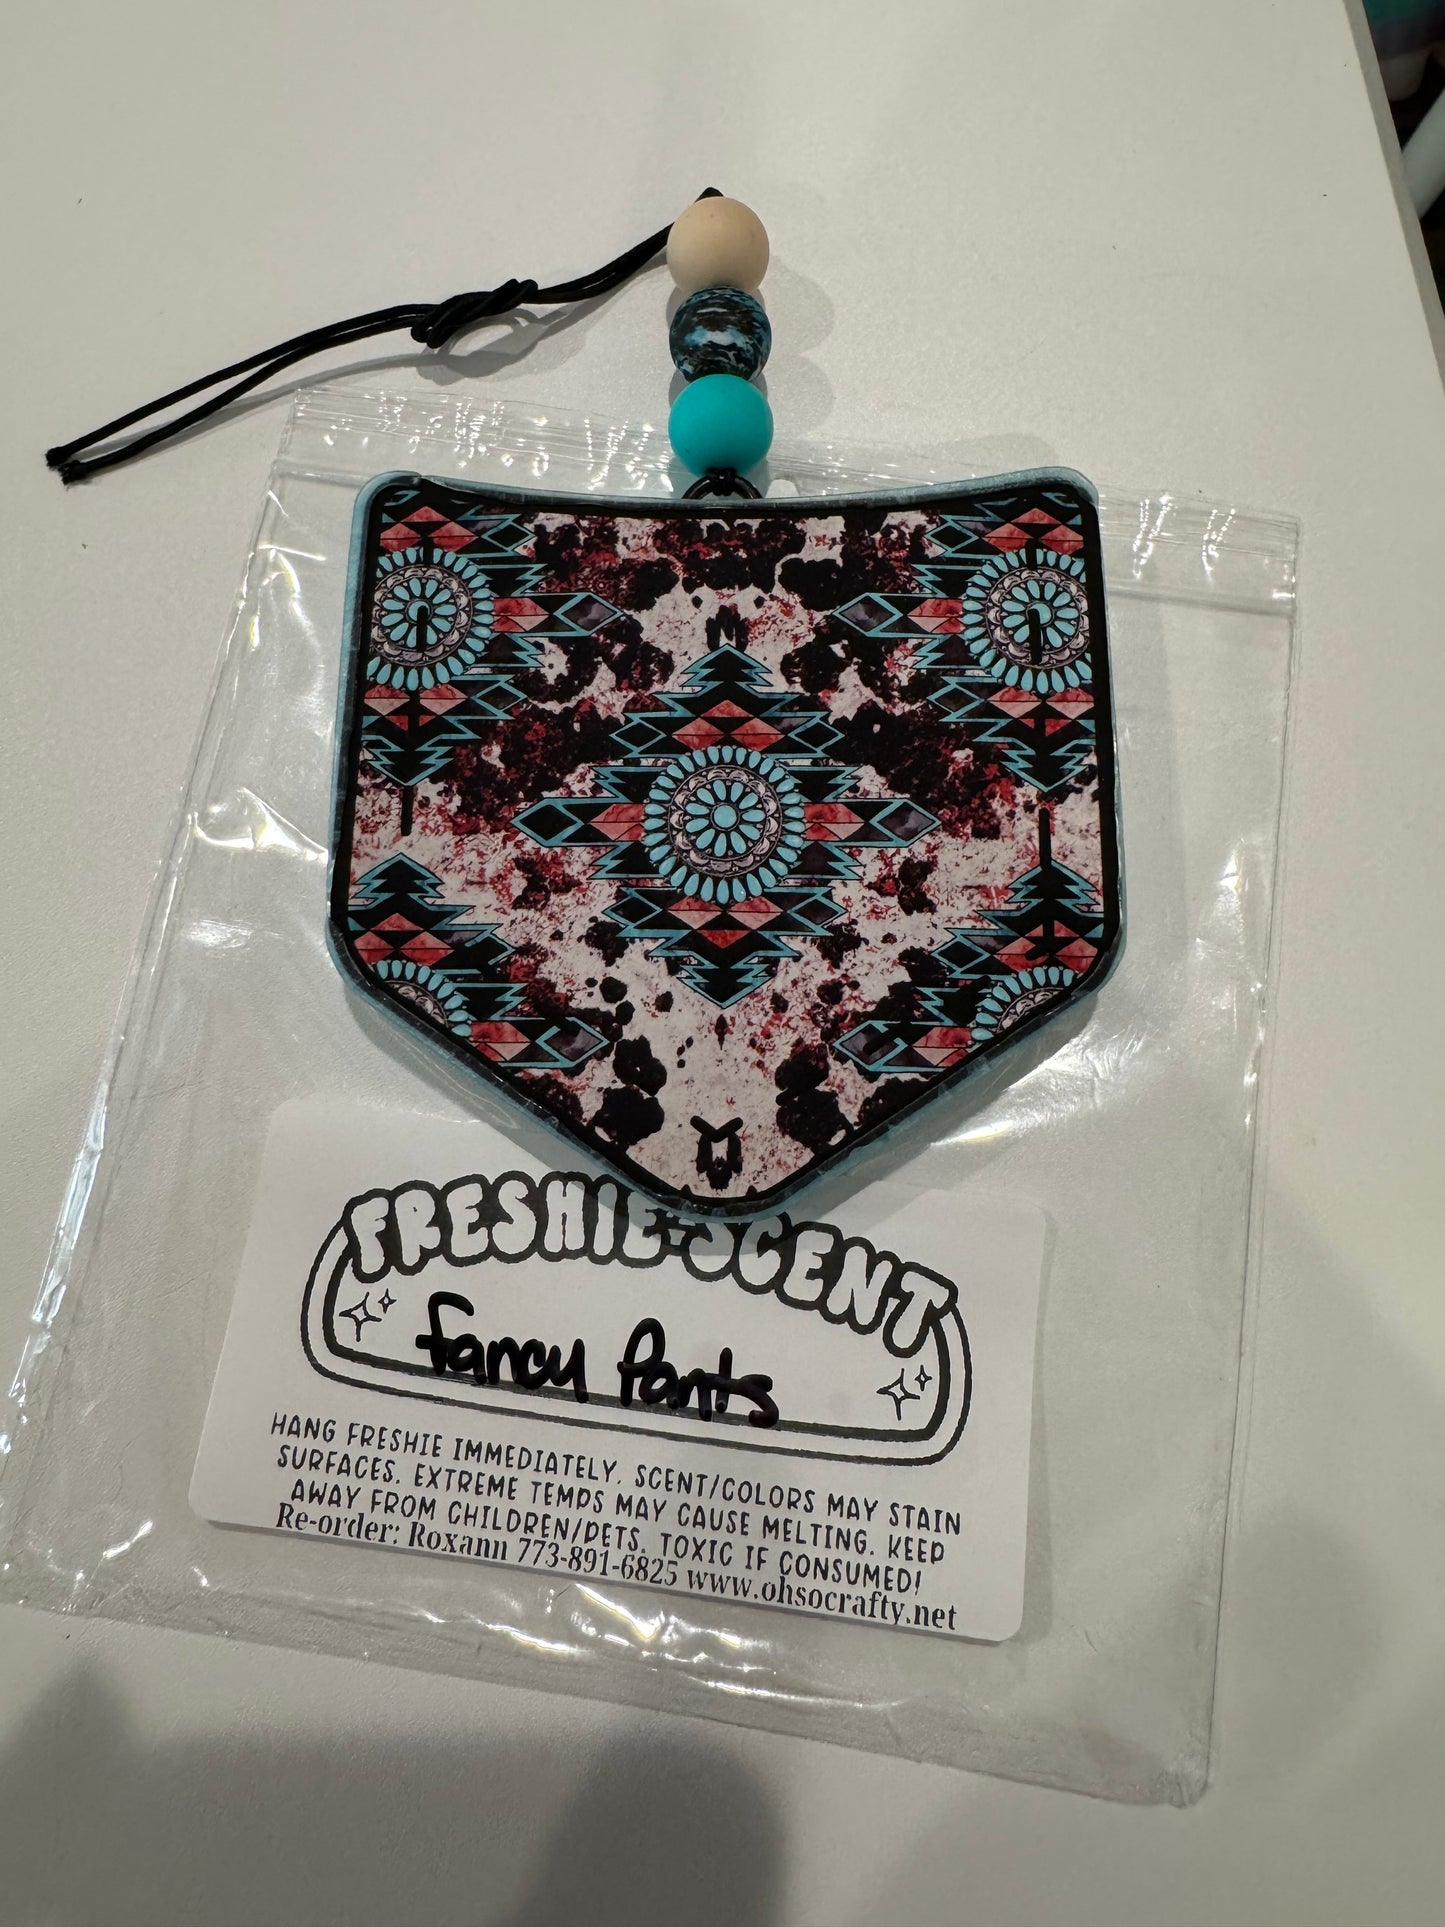 FRESHIE SCENT
fancy Pants
HANG FRESHIE IMMEDIATELY. SCENT/COLORS MAY STAIN
SURFACES. EXTREME TEMPS MAY CAUSE MELTING. KEEP
AWAY FROM CHILDREN/PETS. TOXIC IF CONSUMED!
Re-order: Roxann 773-891-6825 www.ohsocrafty.net